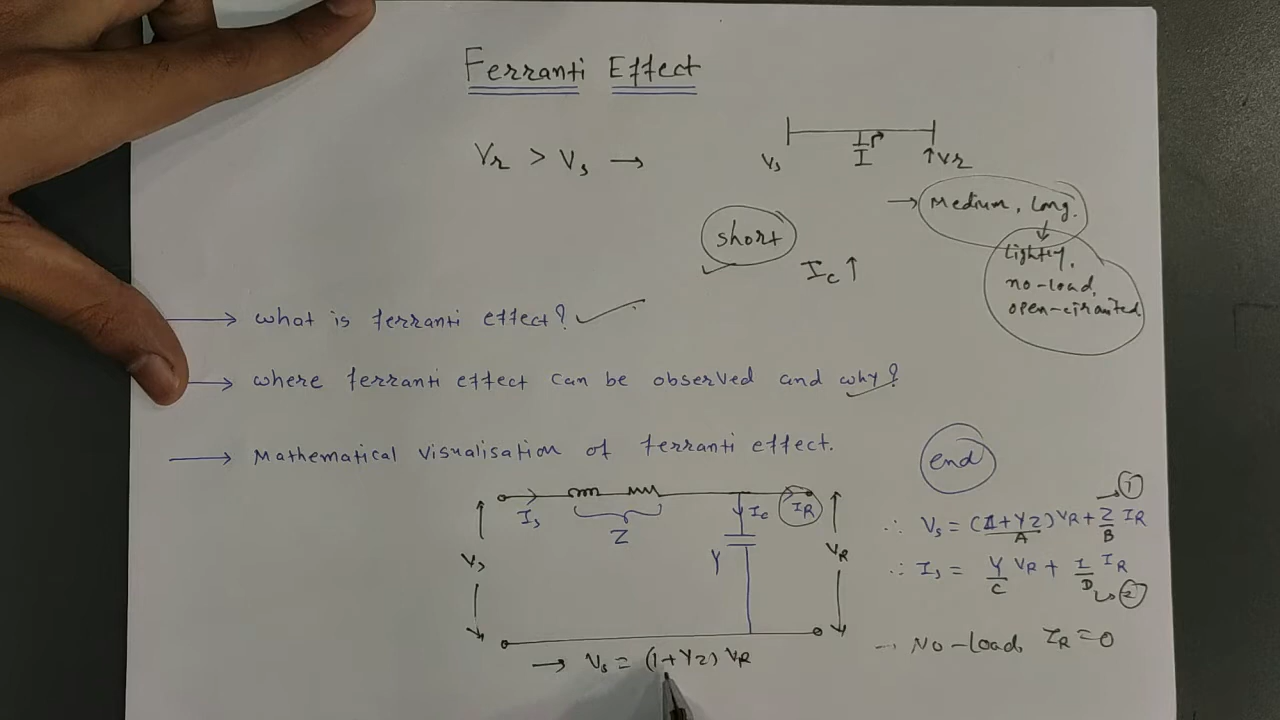 Ferranti Effect
Vr > Vs →
Vs
↑Vr
→ Medium, Long.
short
Ic ↑
Lightly,
no-load,
open-circuited
→ What is ferranti effect? ✓
→ where ferranti effect can be observed and why?
→ Mathematical visualisation of ferranti effect.
end
Is
Z
Ic
IR
Vs
Y
VR
1
∴ Vs = (1+YZ) VR + Z IR
A
B
∴ Is = Y VR + 1 IR
C
D
2
No-load, IR = 0
→ Vs = (1+YZ) VR